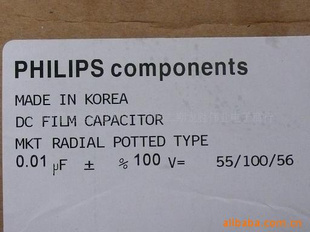 PHILIPS components
MADE IN KOREA
DC FILM CAPACITOR
MKT RADIAL POTTED TYPE
0.01 µF ± % 100 V= 55/100/56